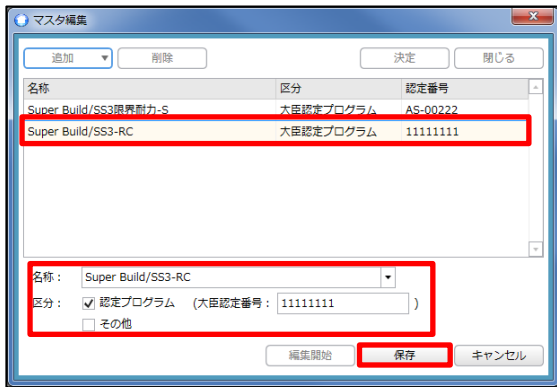 マスタ編集
追加 ▼ 削除 決定 閉じる
名称 区分 認定番号
Super Build/SS3限界耐力-S 大臣認定プログラム AS-00222
Super Build/SS3-RC 大臣認定プログラム 11111111
名称： Super Build/SS3-RC
区分： 認定プログラム (大臣認定番号： 11111111 )
その他
編集開始 保存 キャンセル